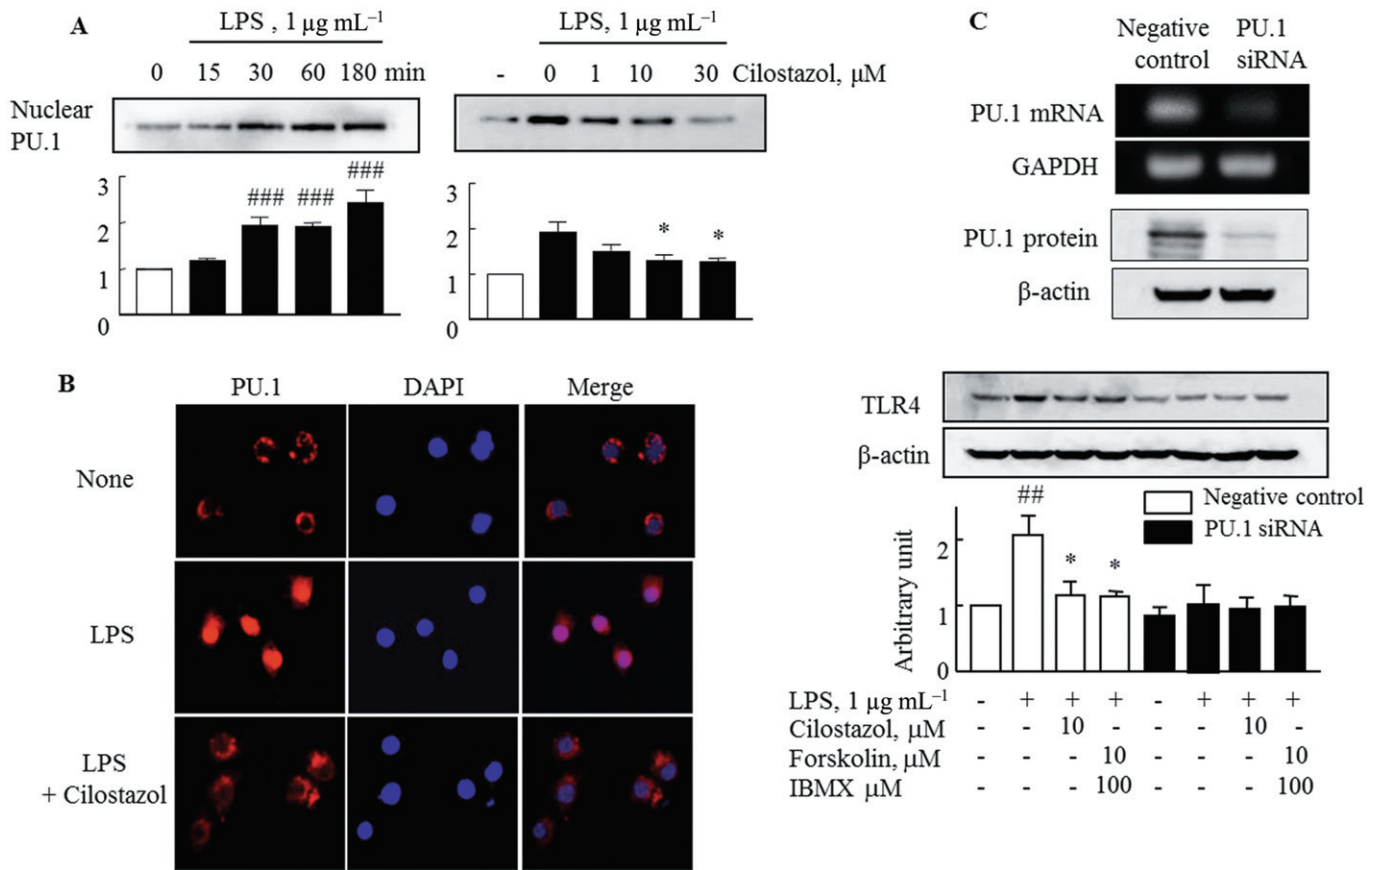 A
LPS , 1 µg mL⁻¹
0 15 30 60 180 min
Nuclear
PU.1
3
2
1
0
### ### ###
LPS, 1 µg mL⁻¹
- 0 1 10 30 Cilostazol, µM
3
2
1
0
* *
B
PU.1 DAPI Merge
None
LPS
LPS
+ Cilostazol
C
Negative
control
PU.1
siRNA
PU.1 mRNA
GAPDH
PU.1 protein
β-actin
TLR4
β-actin
Negative control
PU.1 siRNA
Arbitrary unit
2
1
0
## * *
LPS, 1 µg mL⁻¹ - + + + - + + +
Cilostazol, µM - - 10 - - - 10 -
Forskolin, µM - - - 10 - - - 10
IBMX µM - - - 100 - - - 100